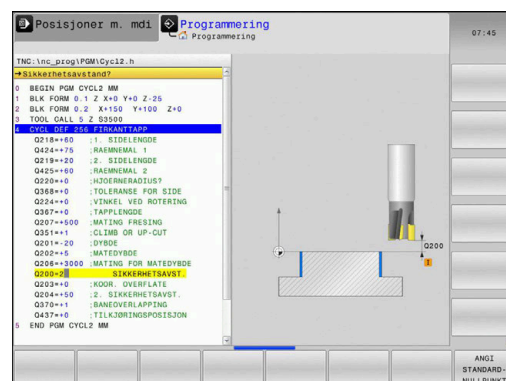 Posisjoner m. mdi
Programmering
Programmering
07:45
TNC:\nc_prog\PGM\Cycl2.h
→Sikkerhetsavstand?
0 BEGIN PGM CYCL2 MM
1 BLK FORM 0.1 Z X+0 Y+0 Z-25
2 BLK FORM 0.2 X+150 Y+100 Z+0
3 TOOL CALL 5 Z S3500
4 CYCL DEF 256 FIRKANTTAPP
Q218=+60 ;1. SIDELENGDE
Q424=+75 ;RAEMNEMAL 1
Q219=+20 ;2. SIDELENGDE
Q425=+60 ;RAEMNEMAL 2
Q220=+0 ;HJOERNERADIUS?
Q368=+0 ;TOLERANSE FOR SIDE
Q224=+0 ;VINKEL VED ROTERING
Q367=+0 ;TAPPLENGDE
Q207=+500 ;MATING FRESING
Q351=+1 ;CLIMB OR UP-CUT
Q201=-20 ;DYBDE
Q202=+5 ;MATEDYBDE
Q206=+3000 ;MATING FOR MATEDYBDE
Q200=2 SIKKERHETSAVST.
Q203=+0 ;KOOR. OVERFLATE
Q204=+50 ;2. SIKKERHETSAVST.
Q370=+1 ;BANEOVERLAPPING
Q437=+0 ;TILKJØRINGSPOSISJON
5 END PGM CYCL2 MM
Q200
ANGI
STANDARD-
NULLPUNKT